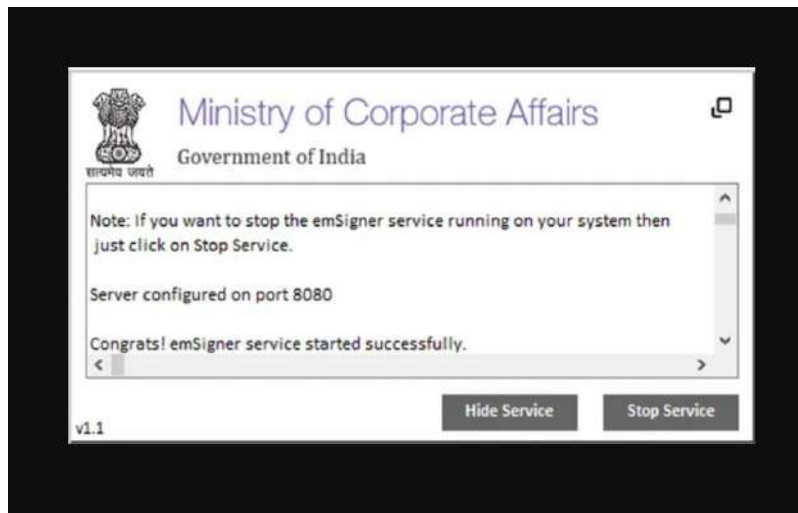 Ministry of Corporate Affairs
Government of India
सत्यमेव जयते
Note: If you want to stop the emSigner service running on your system then
just click on Stop Service.
Server configured on port 8080
Congrats! emSigner service started successfully.
Hide Service
Stop Service
v1.1